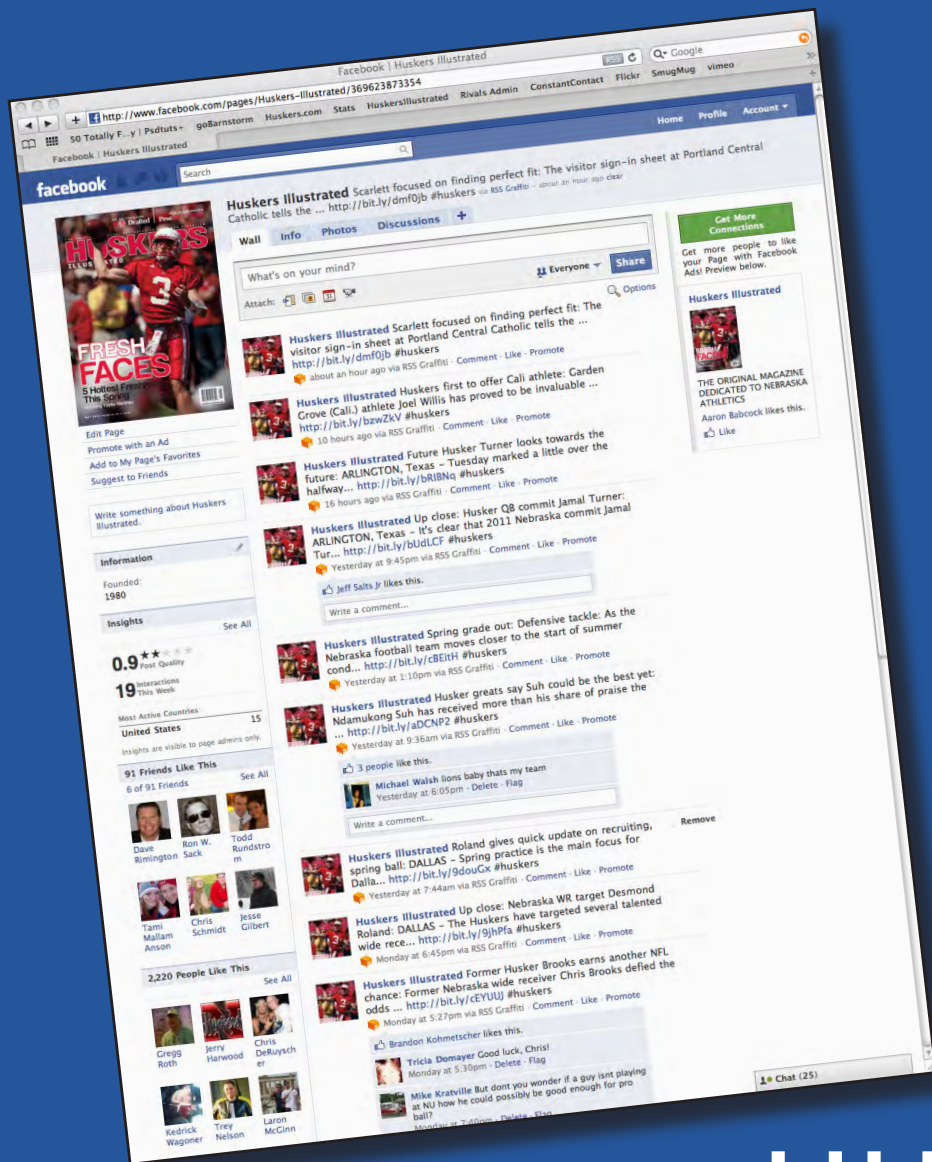 Facebook | Huskers Illustrated
http://www.facebook.com/pages/Huskers-Illustrated/369623873354
RSS
Google
50 Totally F...y | Psdtuts+ goBarnstorm Huskers.com Stats HuskersIllustrated Rivals Admin ConstantContact Flickr SmugMug vimeo
Facebook | Huskers Illustrated
facebook
Search
Home Profile Account
HUSKERS
ILLUSTRATED
FRESH
FACES
5 Hottest
This Spring
Edit Page
Promote with an Ad
Add to My Page's Favorites
Suggest to Friends
Write something about Huskers
Illustrated.
Information
Founded:
1980
Insights
See All
0.9 Post Quality
19 Interactions
This Week
Most Active Countries
United States 15
Insights are visible to page admins only.
91 Friends Like This
6 of 91 Friends See All
Dave
Rimington
Ron W.
Sack
Todd
Rundstro
m
Tami
Mallam
Anson
Chris
Schmidt
Jesse
Gilbert
2,220 People Like This
See All
Gregg
Roth
Jerry
Harwood
Chris
DeRuysch
er
Kedrick
Wagoner
Trey
Nelson
Laron
McGinn
Huskers Illustrated Scarlett focused on finding perfect fit: The visitor sign-in sheet at Portland Central
Catholic tells the ... http://bit.ly/dmf0jb #huskers via RSS Graffiti - about an hour ago clear
Wall Info Photos Discussions +
What's on your mind?
Attach:
31
Everyone Share
Options
Huskers Illustrated Scarlett focused on finding perfect fit: The
visitor sign-in sheet at Portland Central Catholic tells the ...
http://bit.ly/dmf0jb #huskers
about an hour ago via RSS Graffiti · Comment · Like · Promote
Huskers Illustrated Huskers first to offer Cali athlete: Garden
Grove (Cali.) athlete Joel Willis has proved to be invaluable ...
http://bit.ly/bzwZkV #huskers
10 hours ago via RSS Graffiti · Comment · Like · Promote
Huskers Illustrated Future Husker Turner looks towards the
future: ARLINGTON, Texas – Tuesday marked a little over the
halfway... http://bit.ly/bRlBNq #huskers
16 hours ago via RSS Graffiti · Comment · Like · Promote
Huskers Illustrated Up close: Husker QB commit Jamal Turner:
ARLINGTON, Texas – It's clear that 2011 Nebraska commit Jamal
Tur... http://bit.ly/bUdLCF #huskers
Yesterday at 9:45pm via RSS Graffiti · Comment · Like · Promote
Jeff Salts Jr likes this.
Write a comment...
Huskers Illustrated Spring grade out: Defensive tackle: As the
Nebraska football team moves closer to the start of summer
cond... http://bit.ly/cBEitH #huskers
Yesterday at 1:10pm via RSS Graffiti · Comment · Like · Promote
Huskers Illustrated Husker greats say Suh could be the best yet:
Ndamukong Suh has received more than his share of praise the
... http://bit.ly/aDCNP2 #huskers
Yesterday at 9:36am via RSS Graffiti · Comment · Like · Promote
3 people like this.
Michael Walsh lions baby thats my team
Yesterday at 6:05pm · Delete · Flag
Write a comment...
Huskers Illustrated Roland gives quick update on recruiting,
spring ball: DALLAS – Spring practice is the main focus for
Dalla... http://bit.ly/9douGx #huskers
Yesterday at 7:44am via RSS Graffiti · Comment · Like · Promote
Remove
Huskers Illustrated Up close: Nebraska WR target Desmond
Roland: DALLAS – The Huskers have targeted several talented
wide rece... http://bit.ly/9JhPfa #huskers
Monday at 6:45pm via RSS Graffiti · Comment · Like · Promote
Huskers Illustrated Former Husker Brooks earns another NFL
chance: Former Nebraska wide receiver Chris Brooks defied the
odds ... http://bit.ly/cEYUUJ #huskers
Monday at 5:27pm via RSS Graffiti · Comment · Like · Promote
Brandon Kohmetscher likes this.
Tricia Domayer Good luck, Chris!
Monday at 5:30pm · Delete · Flag
Mike Kratville But dont you wonder if a guy isnt playing
at NU how he could possibly be good enough for pro
ball?
Monday at 7:40pm · Delete · Flag
Get More
Connections
Get more people to like
your Page with Facebook
Ads! Preview below.
Huskers Illustrated
THE ORIGINAL MAGAZINE
DEDICATED TO NEBRASKA
ATHLETICS
Aaron Babcock likes this.
Like
Chat (25)